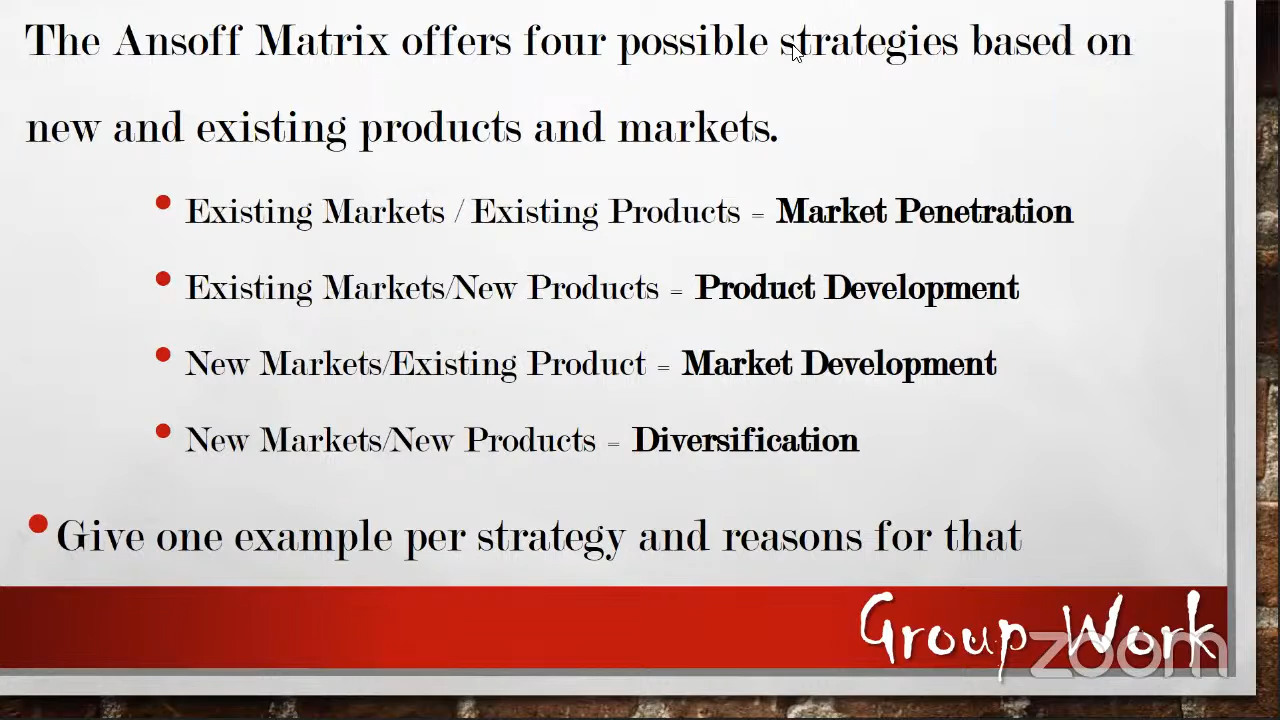 The Ansoff Matrix offers four possible strategies based on
new and existing products and markets.
• Existing Markets / Existing Products = Market Penetration
• Existing Markets/New Products = Product Development
• New Markets/Existing Product = Market Development
• New Markets/New Products = Diversification
• Give one example per strategy and reasons for that
Group Work
zoom